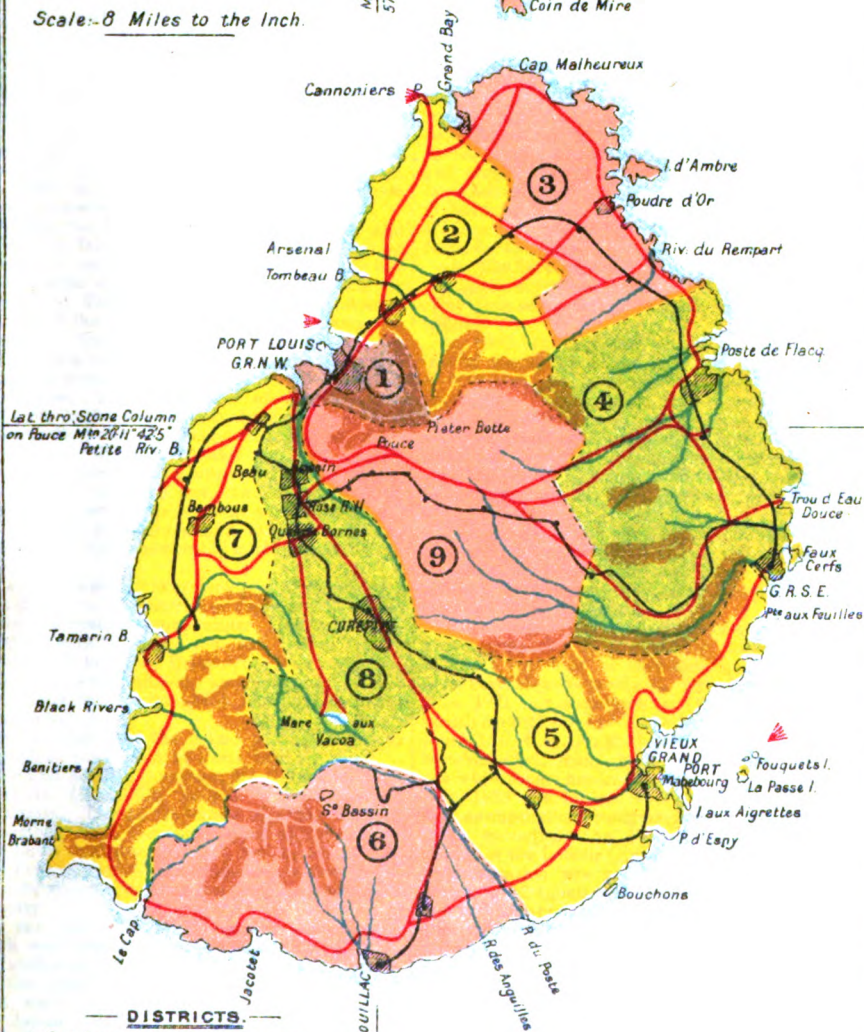 Coin de Mire
Scale:-8 Miles to the Inch.
Grand Bay
Cap Malheureux
Cannoniers
3
I. d'Ambre
Poudre d'Or
2
Arsenal
Riv. du Rempart
Tombeau B.
PORT LOUIS
G.R.N.W.
1
Poste de Flacq
4
Lat. thro' Stone Column
on Pouce Mtn 20°11'42·5"
Pieter Botte
Pouce
Petite Riv. B.
Beau Bassin
Rose Hill
Bambous
Quatre Bornes
7
9
Trou d Eau
Douce
Faux
Cerfs
G.R.S.E.
Pte aux Feuilles
CUREPIPE
Tamarin B.
8
Black Rivers
Mare aux
Vacoa
5
VIEUX
GRAND
PORT
Fouquets I.
Benitiers I.
Mahebourg
La Passe I.
Gd Bassin
I. aux Aigrettes
Morne
Brabant
6
P. d'Esny
Bouchons
Le Cap
Jacotet
R. des Anguilles
R. du Poste
DISTRICTS.